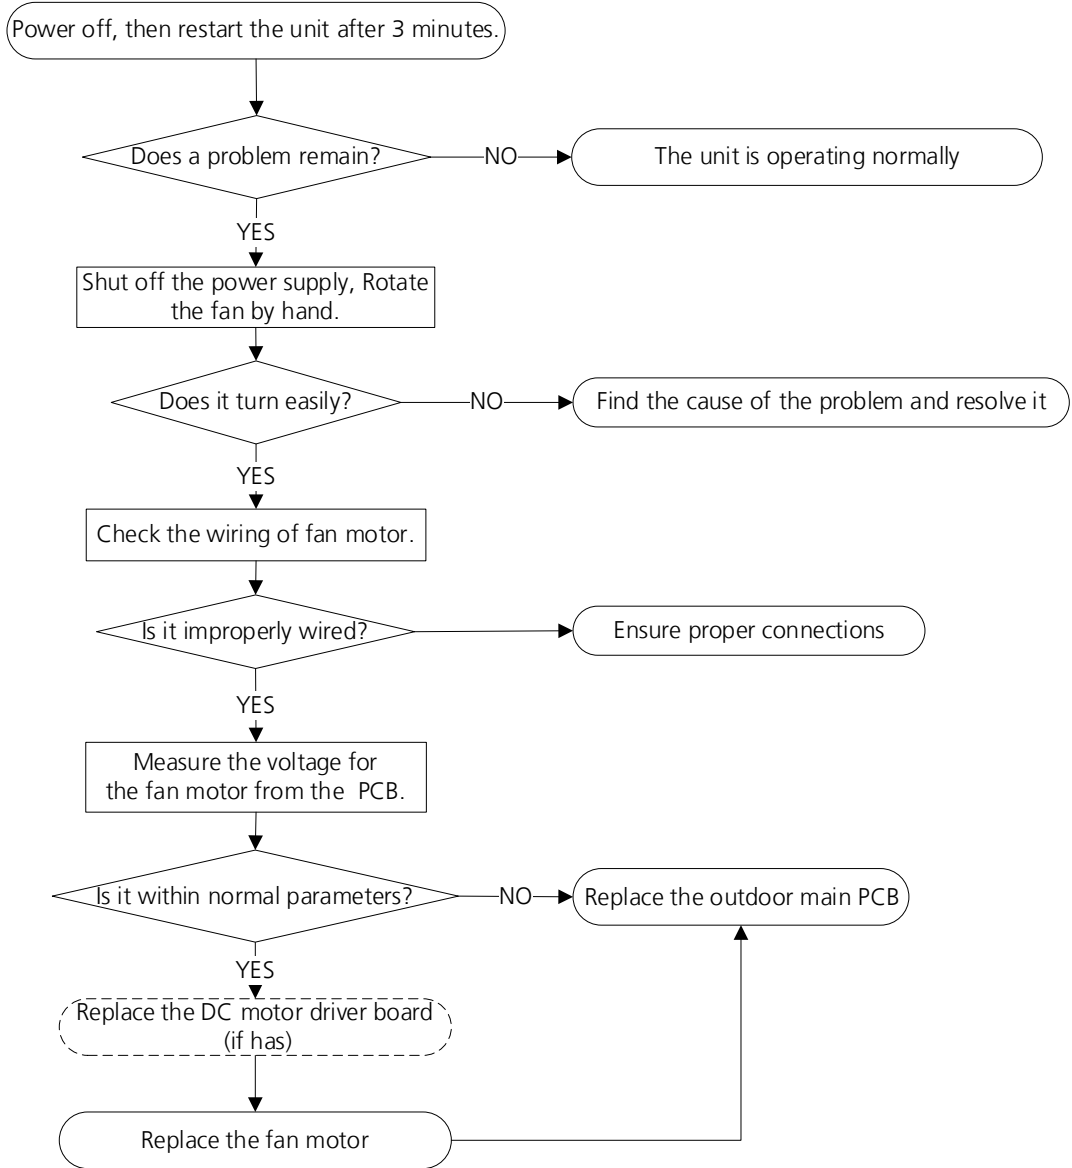 Power off, then restart the unit after 3 minutes.
Does a problem remain?
NO
The unit is operating normally
YES
Shut off the power supply, Rotate
the fan by hand.
Does it turn easily?
NO
Find the cause of the problem and resolve it
YES
Check the wiring of fan motor.
Is it improperly wired?
Ensure proper connections
YES
Measure the voltage for
the fan motor from the PCB.
Is it within normal parameters?
NO
Replace the outdoor main PCB
YES
Replace the DC motor driver board
(if has)
Replace the fan motor